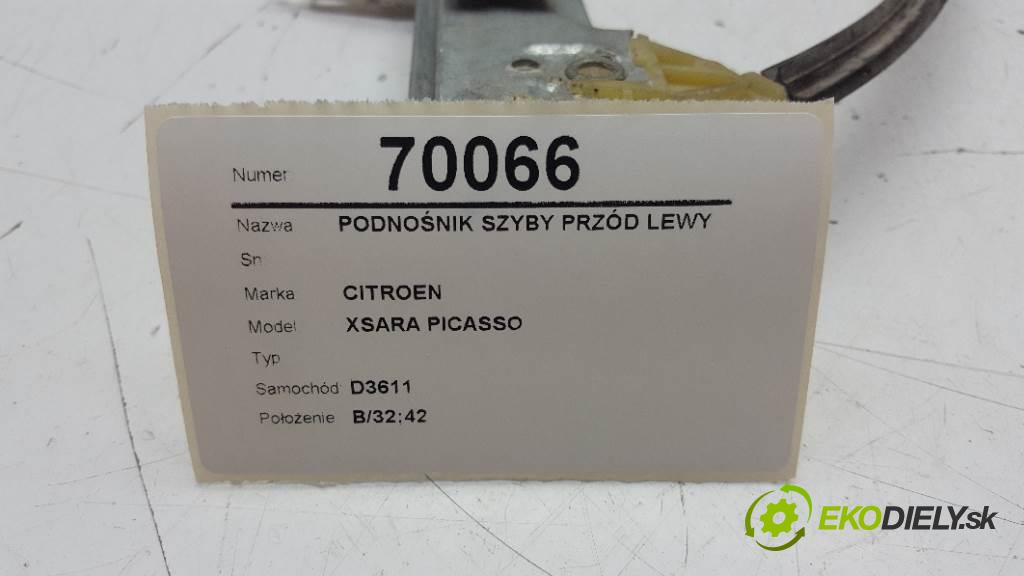 Numer 70066
Nazwa PODNOŚNIK SZYBY PRZÓD LEWY
Sn
Marka CITROEN
Model XSARA PICASSO
Typ
Samochód D3611
Położenie B/32;42
EKODIELY.sk